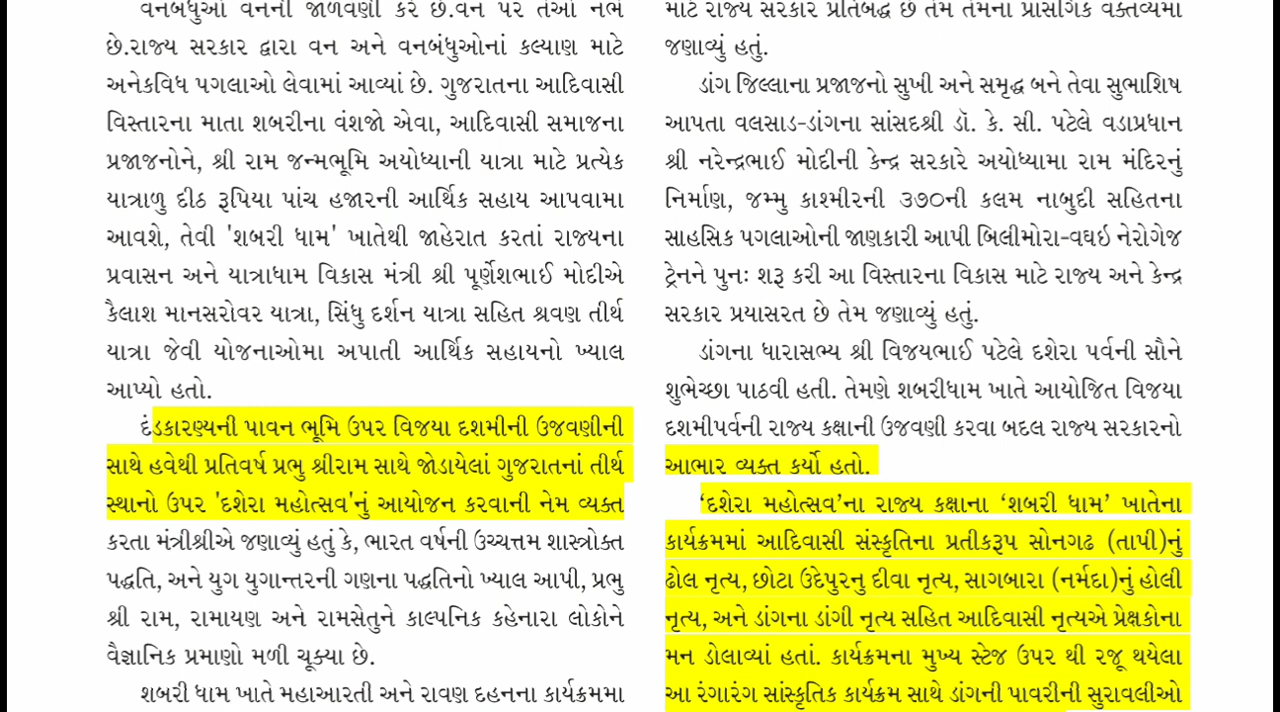 વનબંધુઓ વનની જાળવણી કરે છે.વન પર તેઓ નભે
છે.રાજ્ય સરકાર દ્વારા વન અને વનબંધુઓનાં કલ્યાણ માટે
અનેકવિધ પગલાઓ લેવામાં આવ્યાં છે. ગુજરાતના આદિવાસી
વિસ્તારના માતા શબરીના વંશજો એવા, આદિવાસી સમાજના
પ્રજાજનોને, શ્રી રામ જન્મભૂમિ અયોધ્યાની યાત્રા માટે પ્રત્યેક
યાત્રાળુ દીઠ રૂપિયા પાંચ હજારની આર્થિક સહાય આપવામા
આવશે, તેવી 'શબરી ધામ' ખાતેથી જાહેરાત કરતાં રાજ્યના
પ્રવાસન અને યાત્રાધામ વિકાસ મંત્રી શ્રી પૂર્ણેશભાઈ મોદીએ
કૈલાશ માનસરોવર યાત્રા, સિંધુ દર્શન યાત્રા સહિત શ્રવણ તીર્થ
યાત્રા જેવી યોજનાઓમા અપાતી આર્થિક સહાયનો ખ્યાલ
આપ્યો હતો.
દંડકારણ્યની પાવન ભૂમિ ઉપર વિજયા દશમીની ઉજવણીની
સાથે હવેથી પ્રતિવર્ષ પ્રભુ શ્રીરામ સાથે જોડાયેલાં ગુજરાતનાં તીર્થ
સ્થાનો ઉપર 'દશેરા મહોત્સવ'નું આયોજન કરવાની નેમ વ્યક્ત
કરતા મંત્રીશ્રીએ જણાવ્યું હતું કે, ભારત વર્ષની ઉચ્ચત્તમ શાસ્ત્રોક્ત
પદ્ધતિ, અને યુગ યુગાન્તરની ગણના પદ્ધતિનો ખ્યાલ આપી, પ્રભુ
શ્રી રામ, રામાયણ અને રામસેતુને કાલ્પનિક કહેનારા લોકોને
વૈજ્ઞાનિક પ્રમાણો મળી ચૂક્યા છે.
શબરી ધામ ખાતે મહાઆરતી અને રાવણ દહનના કાર્યક્રમમા
માટે રાજ્ય સરકાર પ્રતિબદ્ધ છે તેમ તેમના પ્રાસંગિક વક્તવ્યમાં
જણાવ્યું હતું.
ડાંગ જિલ્લાના પ્રજાજનો સુખી અને સમૃદ્ધ બને તેવા સુભાશિષ
આપતા વલસાડ-ડાંગના સાંસદશ્રી ડૉ. કે. સી. પટેલે વડાપ્રધાન
શ્રી નરેન્દ્રભાઈ મોદીની કેન્દ્ર સરકારે અયોધ્યામા રામ મંદિરનું
નિર્માણ, જમ્મુ કાશ્મીરની ૩૭૦ની કલમ નાબુદી સહિતના
સાહસિક પગલાઓની જાણકારી આપી બિલીમોરા-વઘઇ નેરોગેજ
ટ્રેનને પુનઃ શરૂ કરી આ વિસ્તારના વિકાસ માટે રાજ્ય અને કેન્દ્ર
સરકાર પ્રયાસરત છે તેમ જણાવ્યું હતું.
ડાંગના ધારાસભ્ય શ્રી વિજયભાઈ પટેલે દશેરા પર્વની સૌને
શુભેચ્છા પાઠવી હતી. તેમણે શબરીધામ ખાતે આયોજિત વિજયા
દશમીપર્વની રાજ્ય કક્ષાની ઉજવણી કરવા બદલ રાજ્ય સરકારનો
આભાર વ્યક્ત કર્યો હતો.
‘દશેરા મહોત્સવ’ના રાજ્ય કક્ષાના ‘શબરી ધામ’ ખાતેના
કાર્યક્રમમાં આદિવાસી સંસ્કૃતિના પ્રતીકરૂપ સોનગઢ (તાપી)નું
ઢોલ નૃત્ય, છોટા ઉદેપુરનુ દીવા નૃત્ય, સાગબારા (નર્મદા)નું હોલી
નૃત્ય, અને ડાંગના ડાંગી નૃત્ય સહિત આદિવાસી નૃત્યએ પ્રેક્ષકોના
મન ડોલાવ્યાં હતાં. કાર્યક્રમના મુખ્ય સ્ટેજ ઉપર થી રજૂ થયેલા
આ રંગારંગ સાંસ્કૃતિક કાર્યક્રમ સાથે ડાંગની પાવરીની સુરાવલીઓ